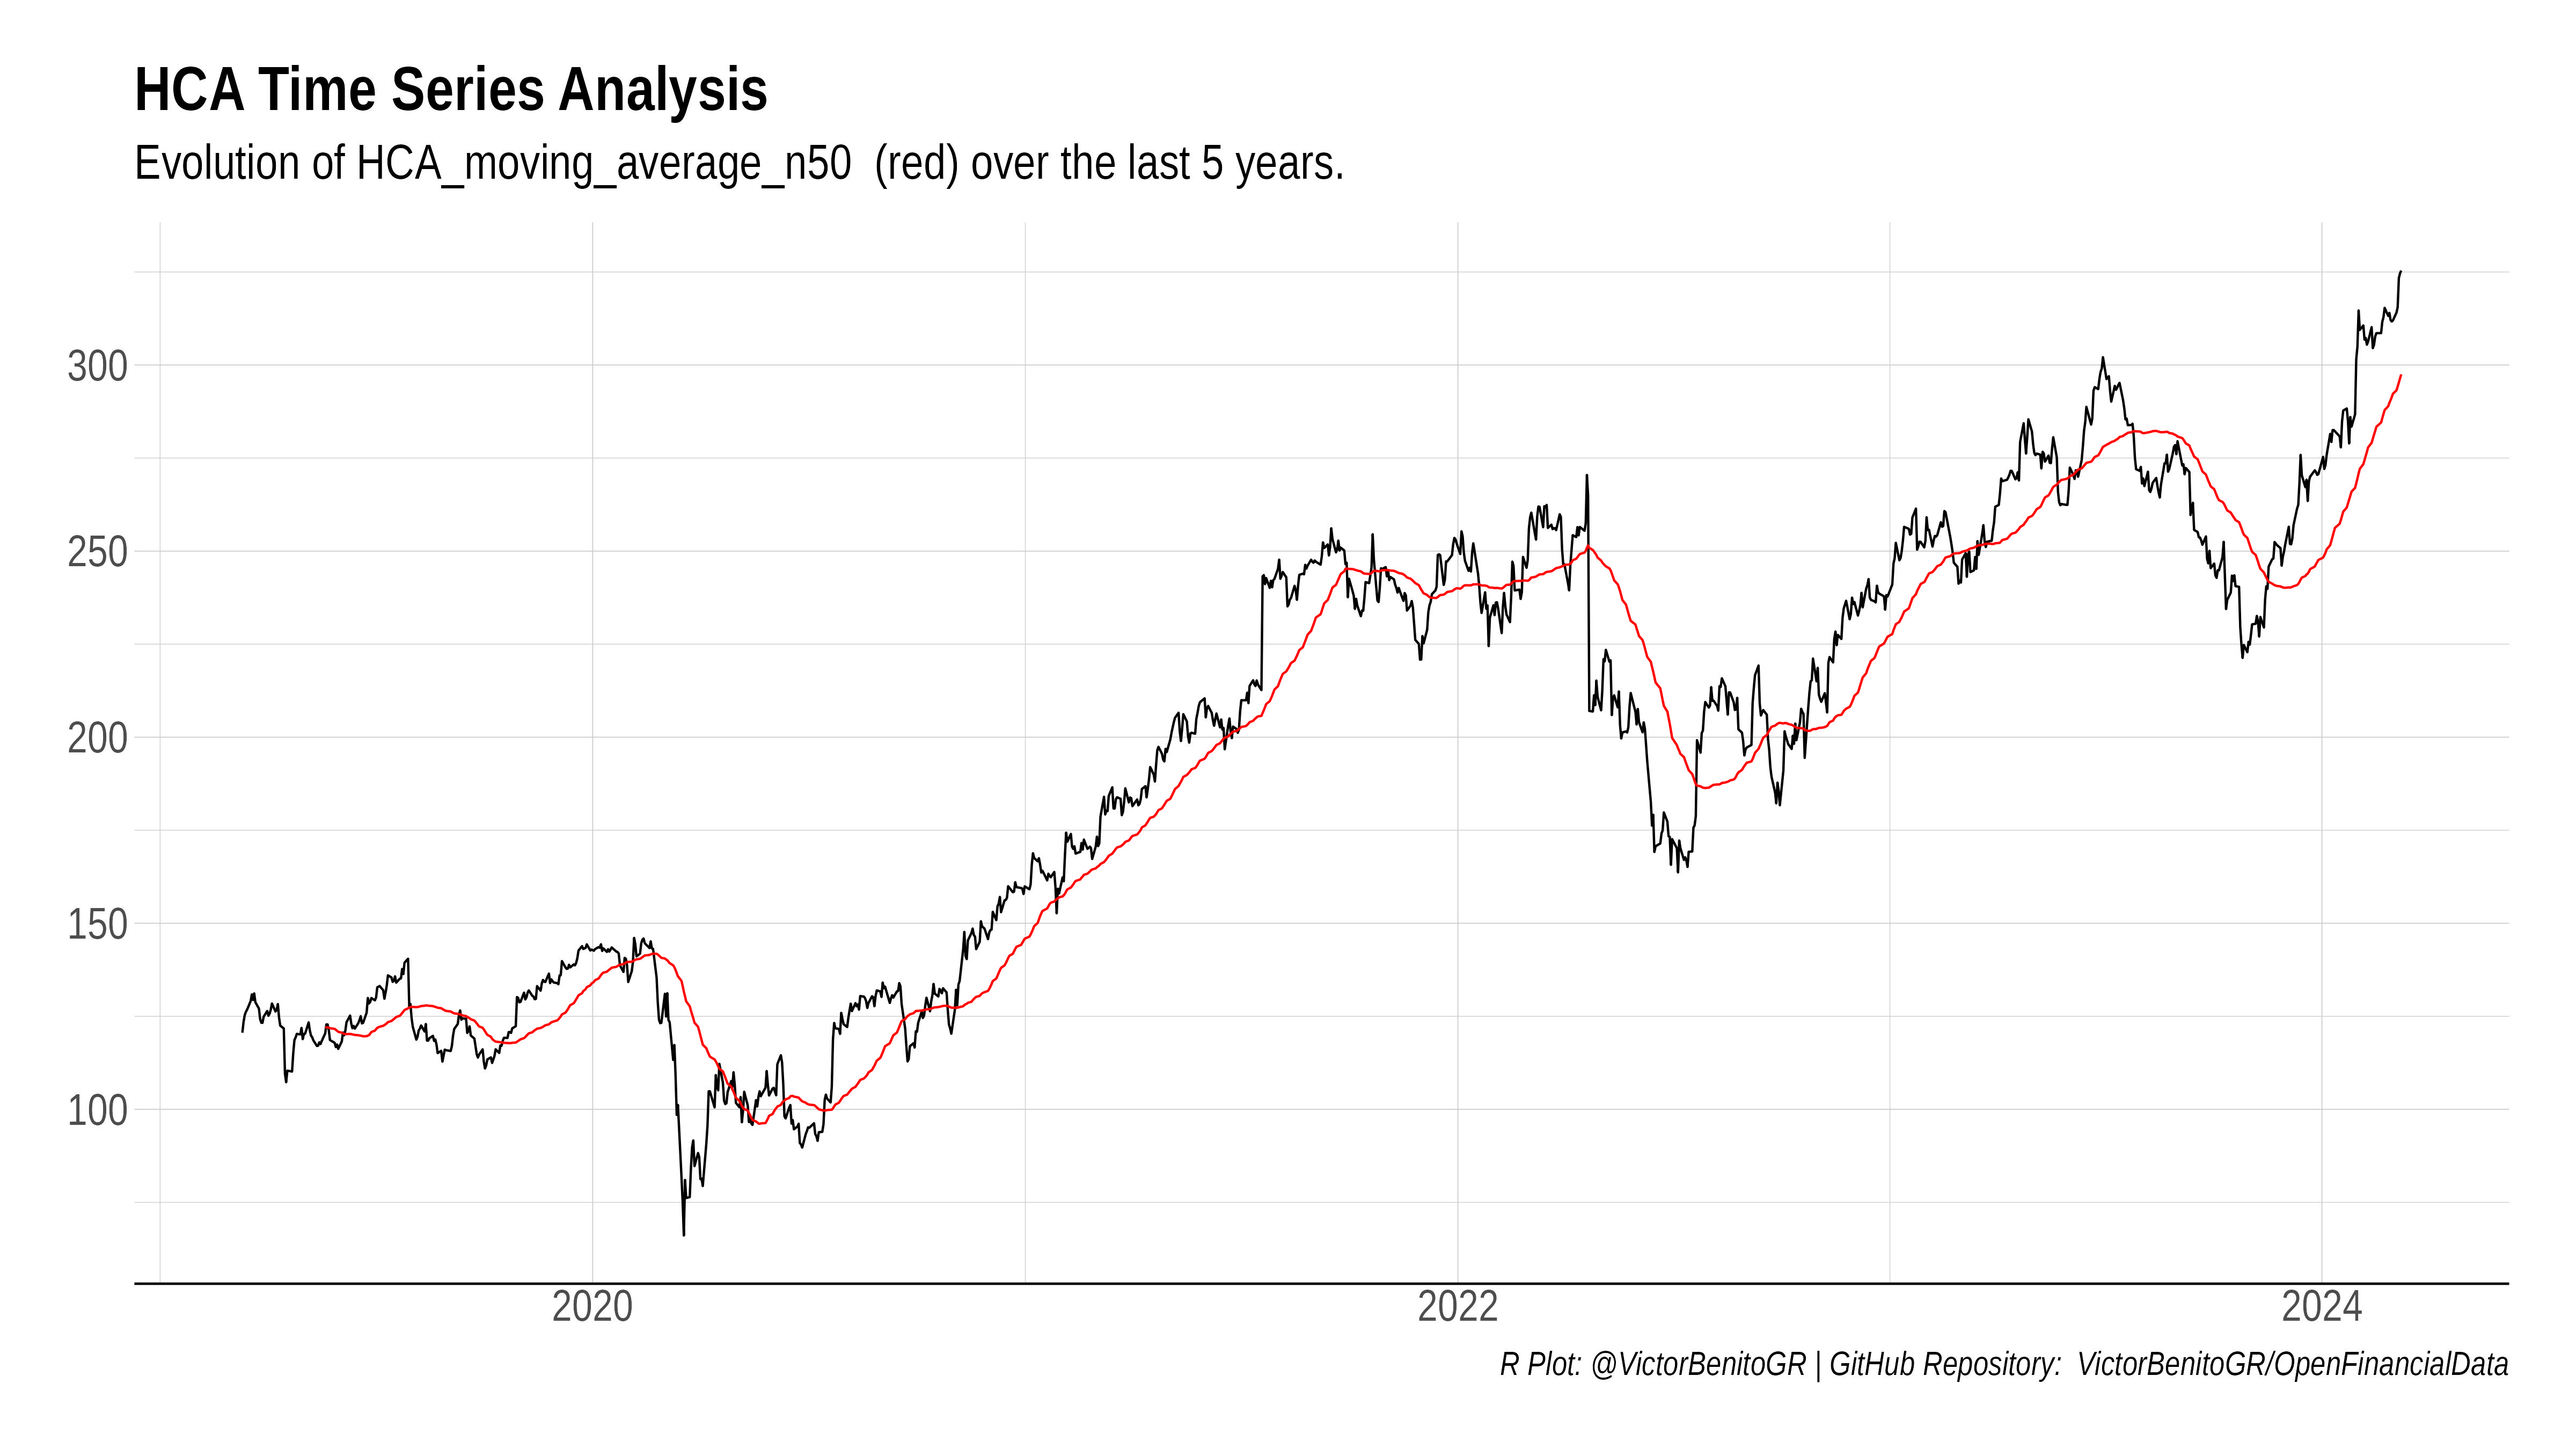 HCA Time Series Analysis
Evolution of HCA_moving_average_n50  (red) over the last 5 years.
300
250
200
150
100
2020 2022 2024
R Plot: @VictorBenitoGR | GitHub Repository:  VictorBenitoGR/OpenFinancialData